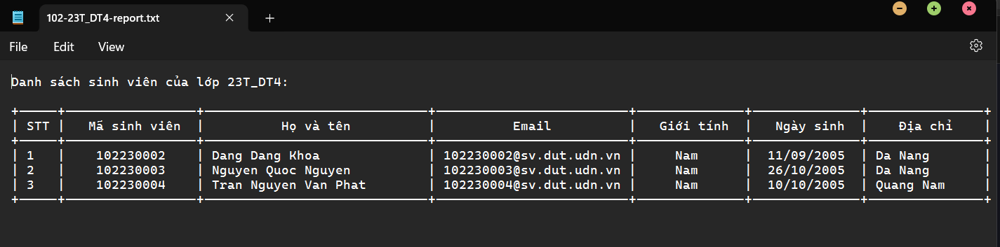 102-23T_DT4-report.txt
File Edit View
Danh sách sinh viên của lớp 23T_DT4:
+-----+-----------------+-----------------------------+-------------------------+--------------+--------------+---------------+
| STT |   Mã sinh viên  |          Họ và tên          |          Email          |   Giới tính  |   Ngày sinh  |    Địa chỉ    |
+-----+-----------------+-----------------------------+-------------------------+--------------+--------------+---------------+
| 1   |    102230002    | Dang Dang Khoa              | 102230002@sv.dut.udn.vn |     Nam      |  11/09/2005  | Da Nang       |
| 2   |    102230003    | Nguyen Quoc Nguyen          | 102230003@sv.dut.udn.vn |     Nam      |  26/10/2005  | Da Nang       |
| 3   |    102230004    | Tran Nguyen Van Phat        | 102230004@sv.dut.udn.vn |     Nam      |  10/10/2005  | Quang Nam     |
+-----+-----------------+-----------------------------+-------------------------+--------------+--------------+---------------+